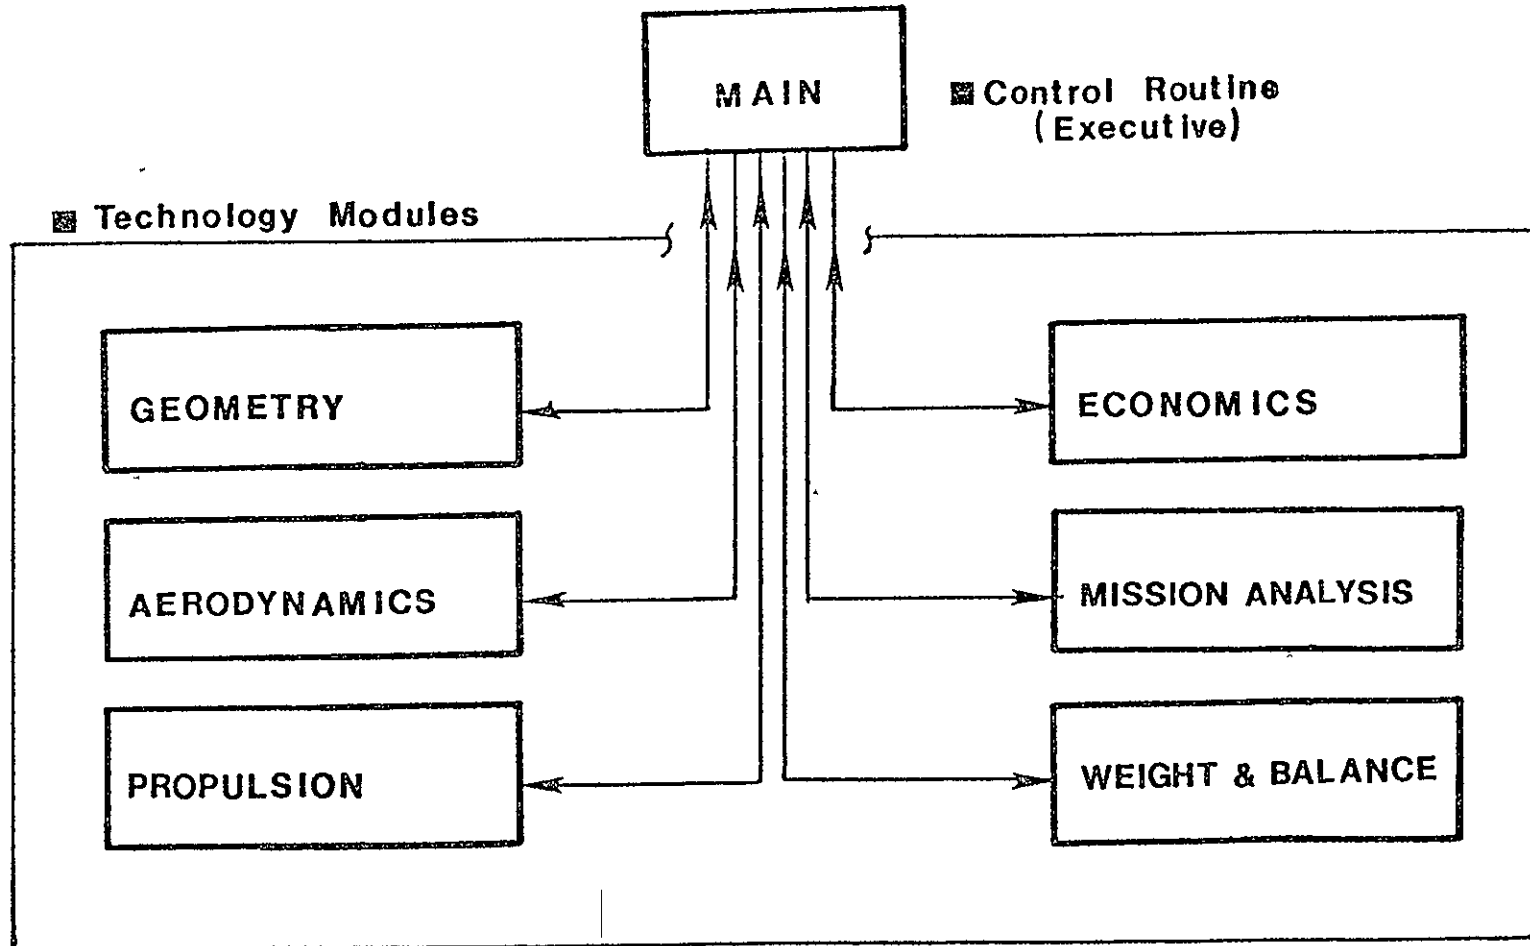 MAIN
Control Routine
(Executive)
Technology Modules
GEOMETRY
AERODYNAMICS
PROPULSION
ECONOMICS
MISSION ANALYSIS
WEIGHT & BALANCE